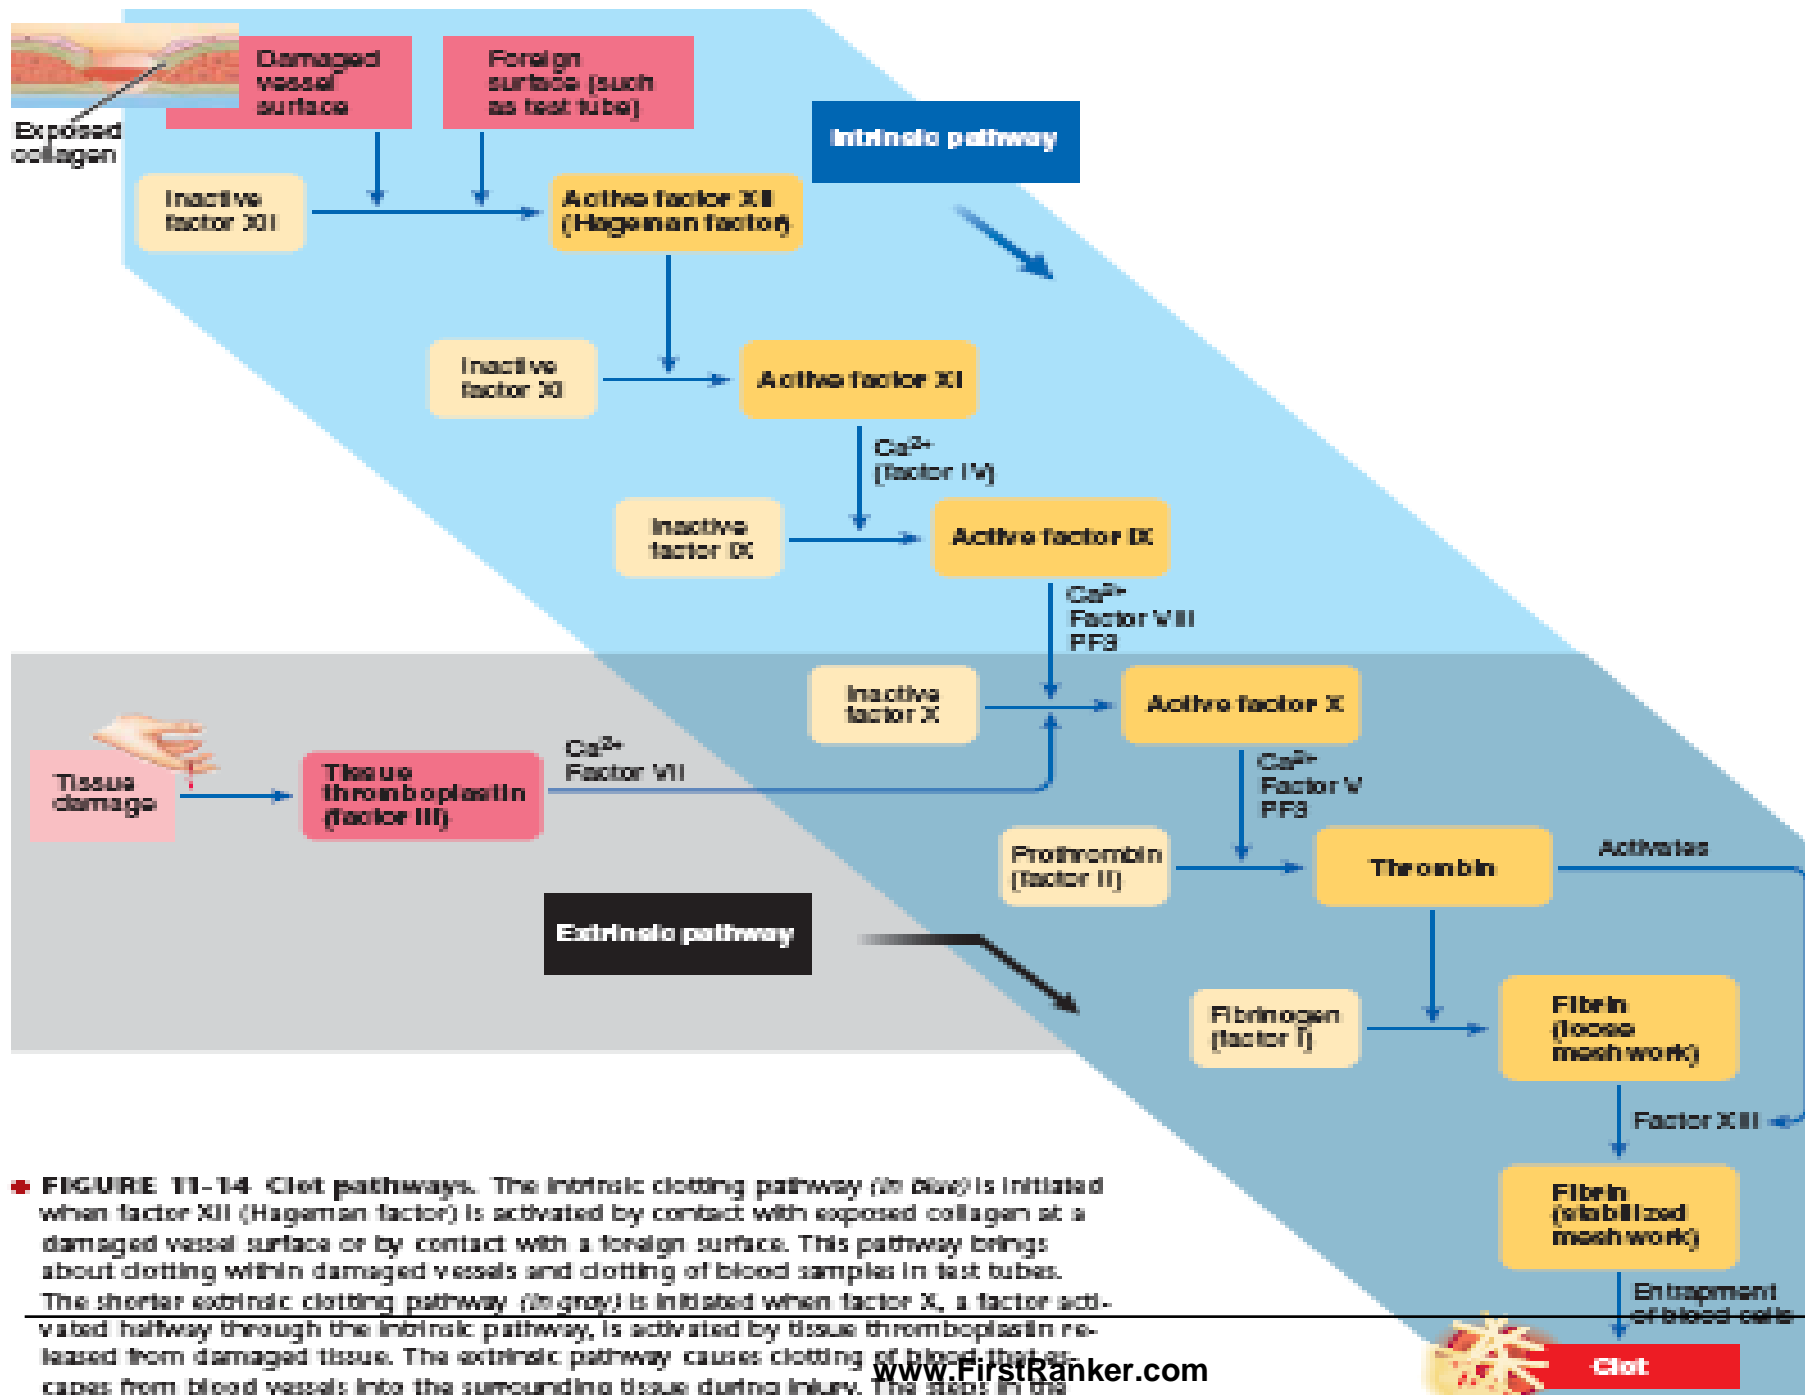 Damaged
vessel
surface
Foreign
surface (such
as test tube)
Exposed
collagen
Intrinsic pathway
Inactive
factor XII
Active factor XII
(Hageman factor)
Inactive
factor XI
Active factor XI
Ca2+
(factor IV)
Inactive
factor IX
Active factor IX
Ca2+
Factor VIII
PF3
Inactive
factor X
Active factor X
Tissue
damage
Tissue
thromboplastin
(factor III)
Ca2+
Factor VII
Ca2+
Factor V
PF3
Prothrombin
(factor II)
Thrombin
Activates
Extrinsic pathway
Fibrinogen
(factor I)
Fibrin
(loose
meshwork)
Factor XIII
Fibrin
(stabilized
meshwork)
Entrapment
of blood cells
Clot
FIGURE 11-14 Clot pathways. The intrinsic clotting pathway (in blue) is initiated
when factor XII (Hageman factor) is activated by contact with exposed collagen at a
damaged vessel surface or by contact with a foreign surface. This pathway brings
about clotting within damaged vessels and clotting of blood samples in test tubes.
The shorter extrinsic clotting pathway (in gray) is initiated when factor X, a factor acti-
vated halfway through the intrinsic pathway, is activated by tissue thromboplastin re-
leased from damaged tissue. The extrinsic pathway causes clotting of blood that es-
capes from blood vessels into the surrounding tissue during injury. The steps in the
www.FirstRanker.com